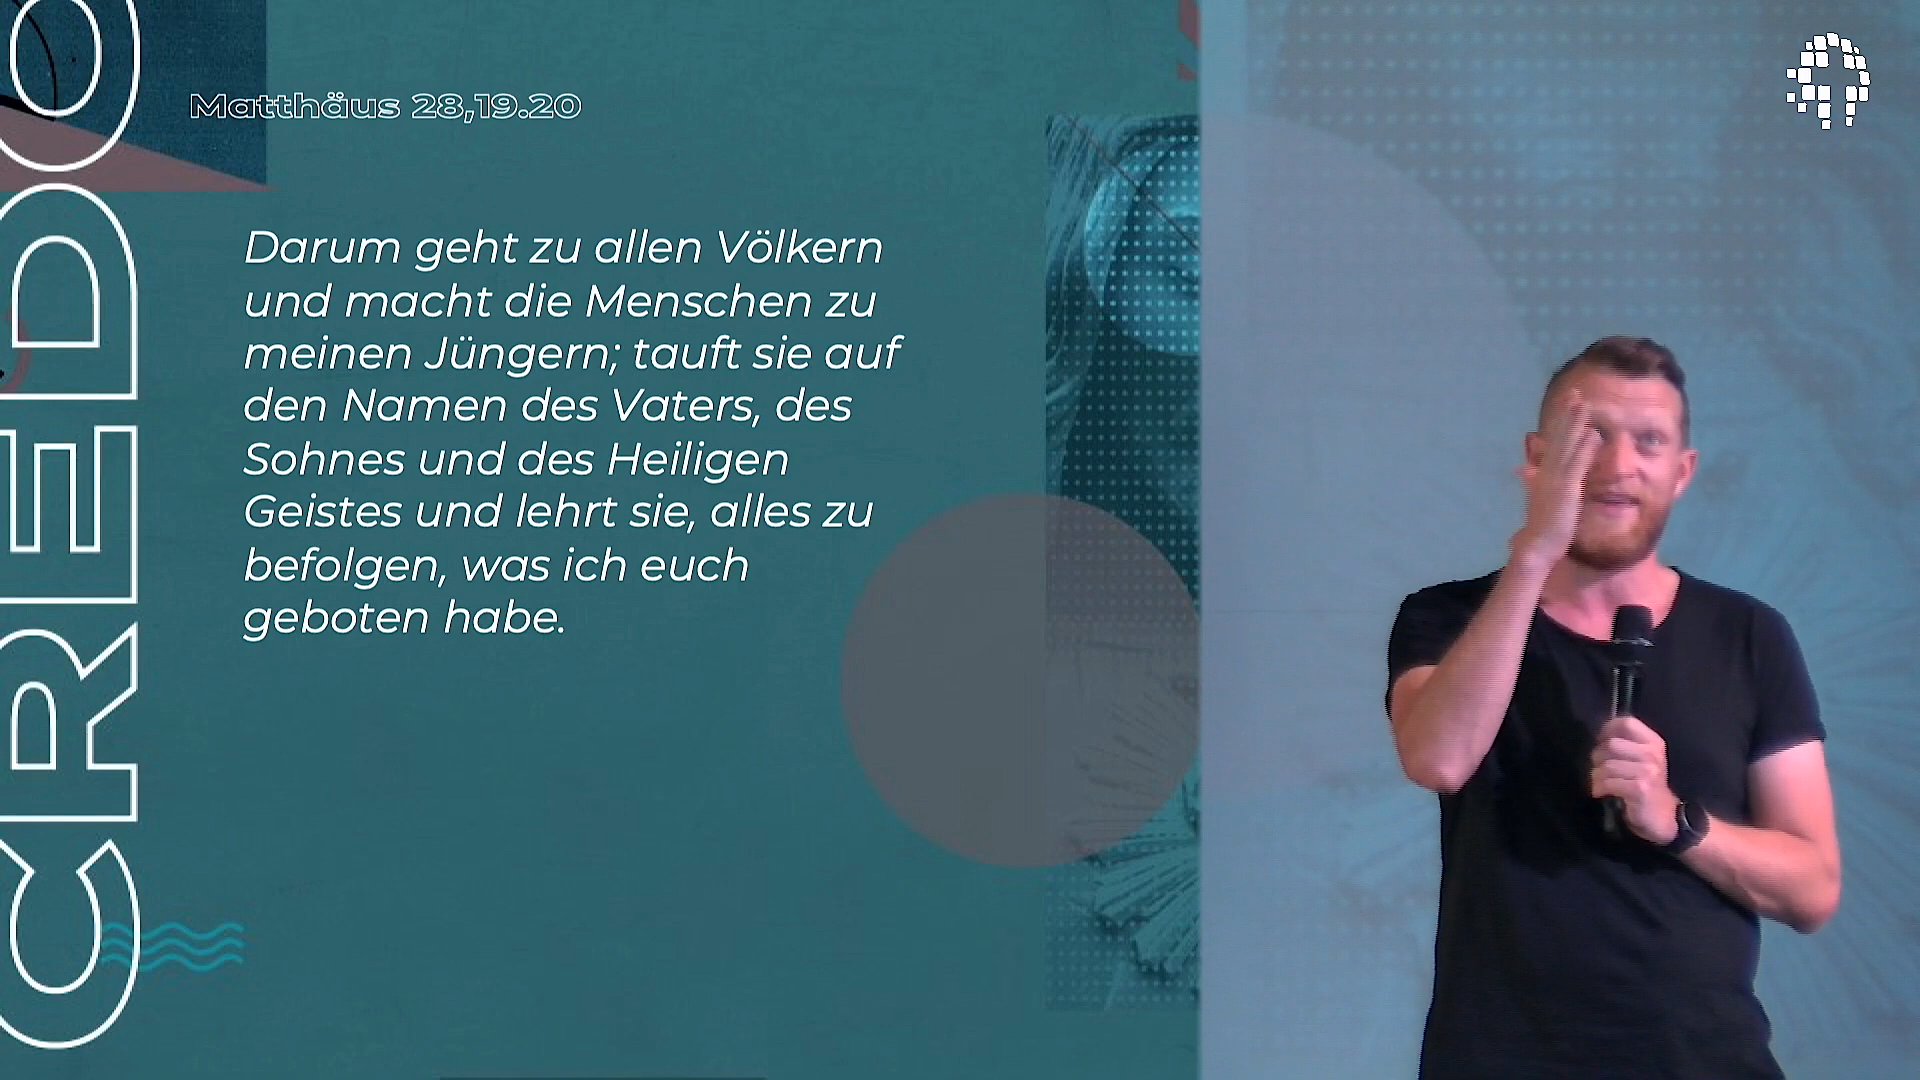 CREDO
Matthäus 28,19.20
Darum geht zu allen Völkern
und macht die Menschen zu
meinen Jüngern; tauft sie auf
den Namen des Vaters, des
Sohnes und des Heiligen
Geistes und lehrt sie, alles zu
befolgen, was ich euch
geboten habe.